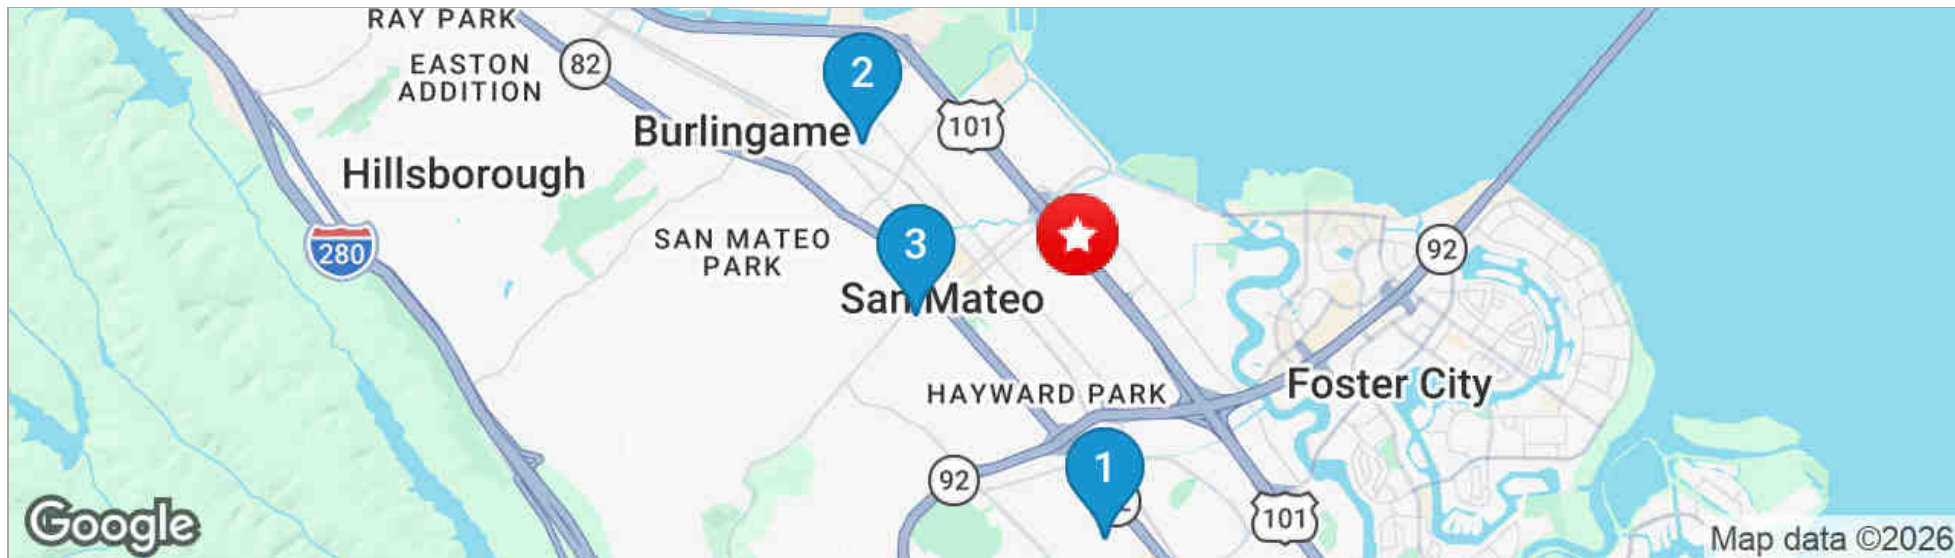 RAY PARK
EASTON
ADDITION
82
2
Burlingame
101
Hillsborough
280
SAN MATEO
PARK
3
San Mateo
92
HAYWARD PARK
Foster City
92
1
101
Google
Map data ©2026